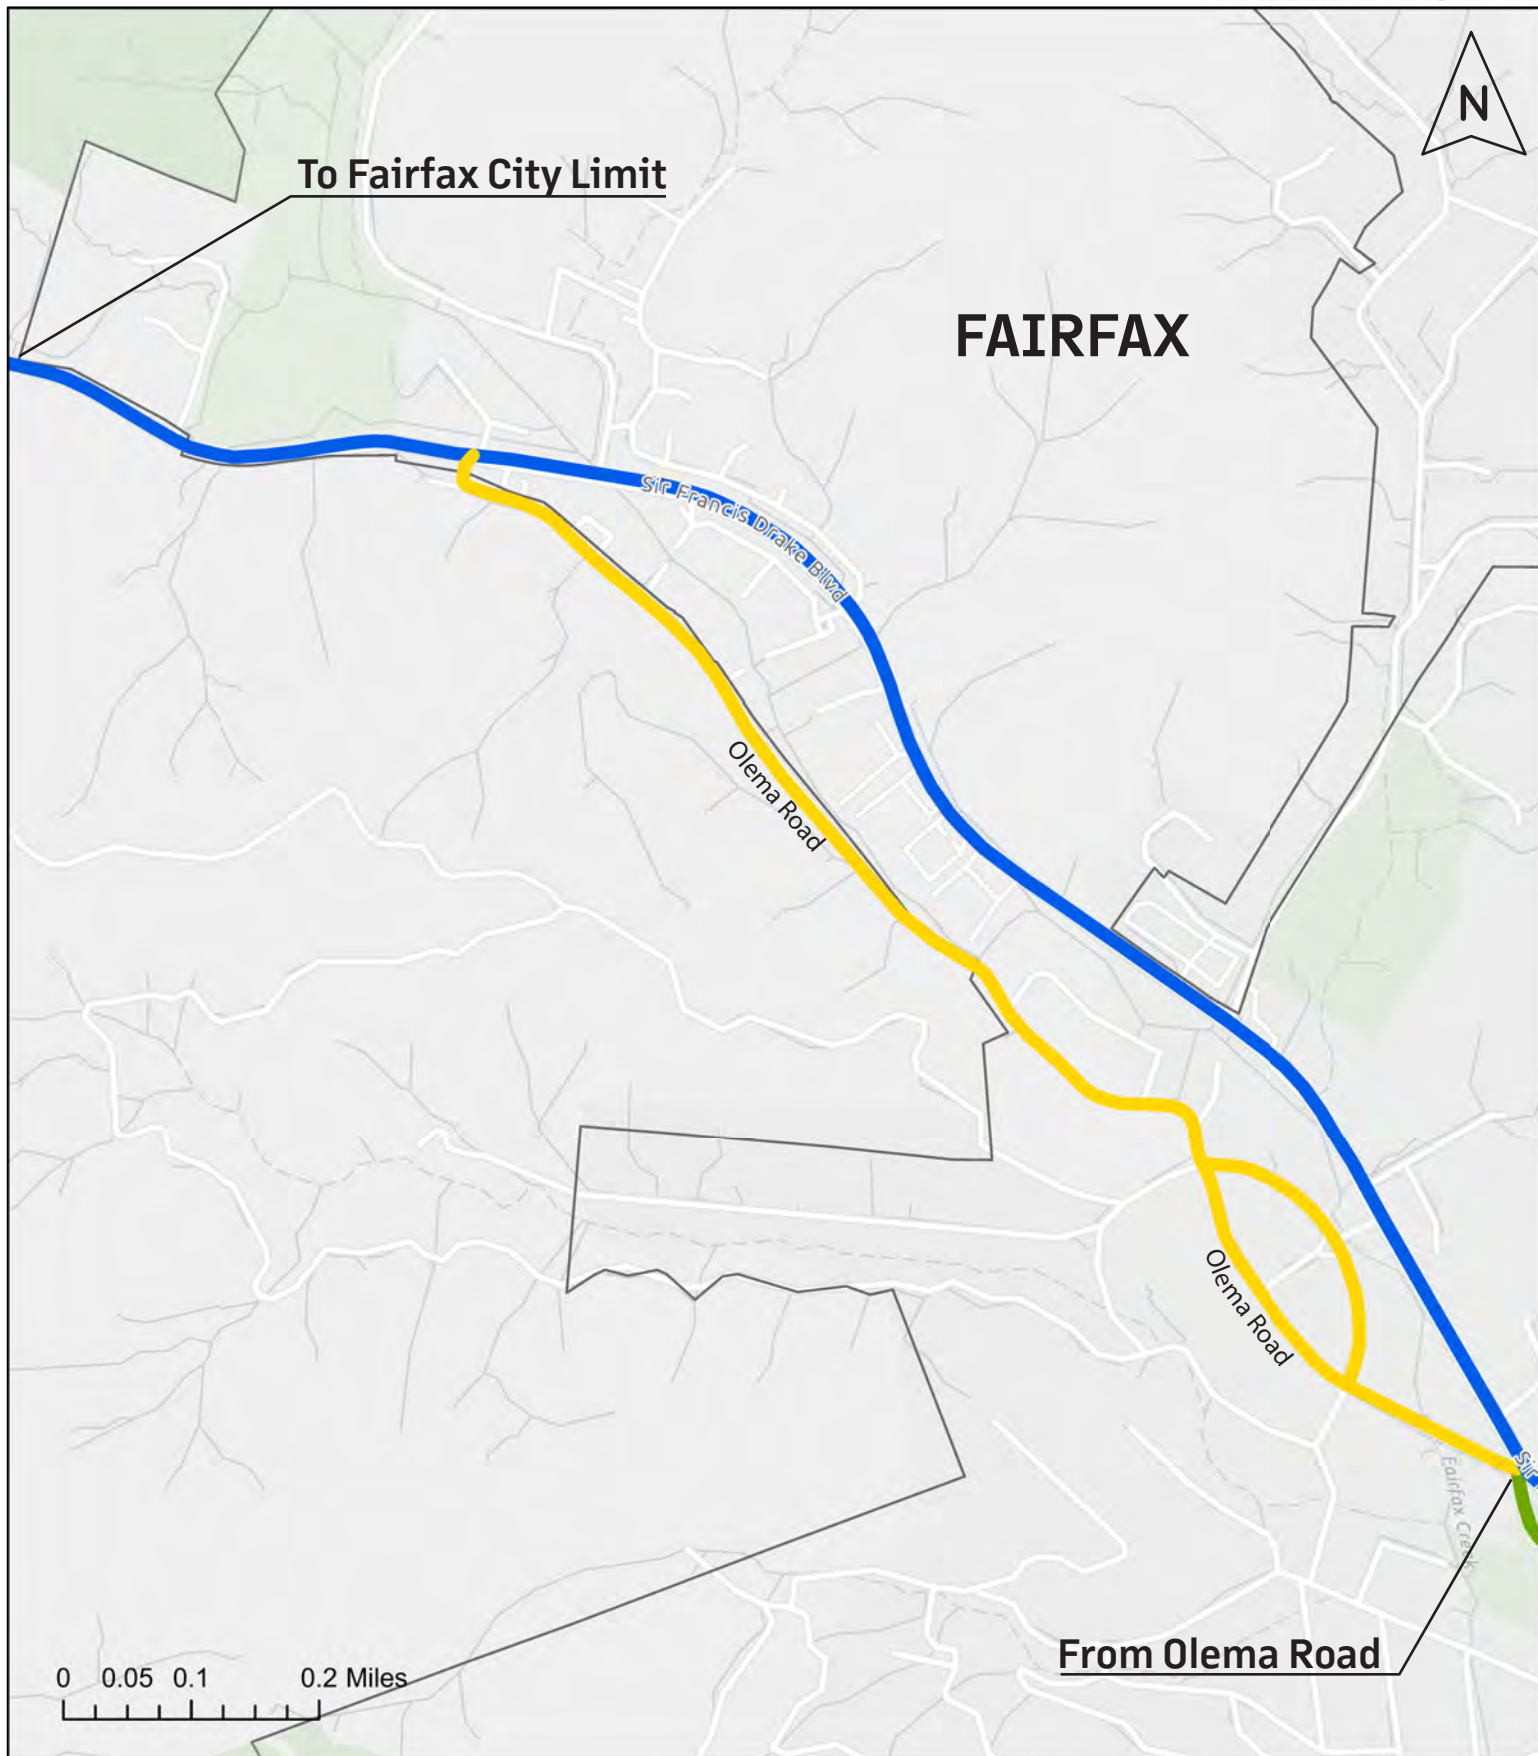 N
To Fairfax City Limit
FAIRFAX
Sir Francis Drake Blvd
Olema Road
Olema Road
Sir
Fairfax Creek
From Olema Road
0 0.05 0.1 0.2 Miles